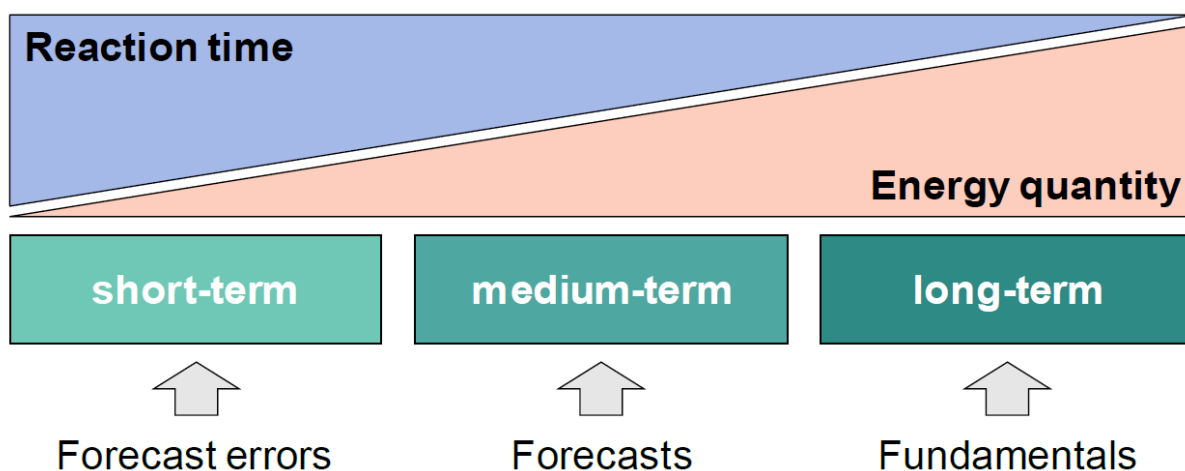 Reaction time
Energy quantity
short-term
medium-term
long-term
Forecast errors
Forecasts
Fundamentals